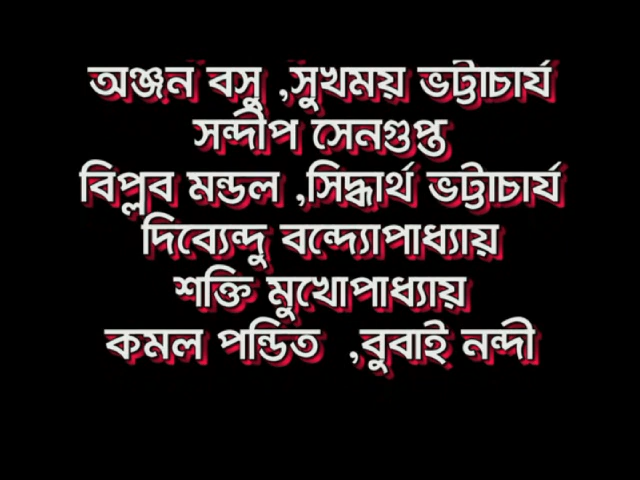 অঞ্জন বসু ,সুখময় ভট্টাচার্য
সন্দীপ সেনগুপ্ত
বিপ্লব মন্ডল ,সিদ্ধার্থ ভট্টাচার্য
দিব্যেন্দু বন্দ্যোপাধ্যায়
শক্তি মুখোপাধ্যায়
কমল পন্ডিত ,বুবাই নন্দী